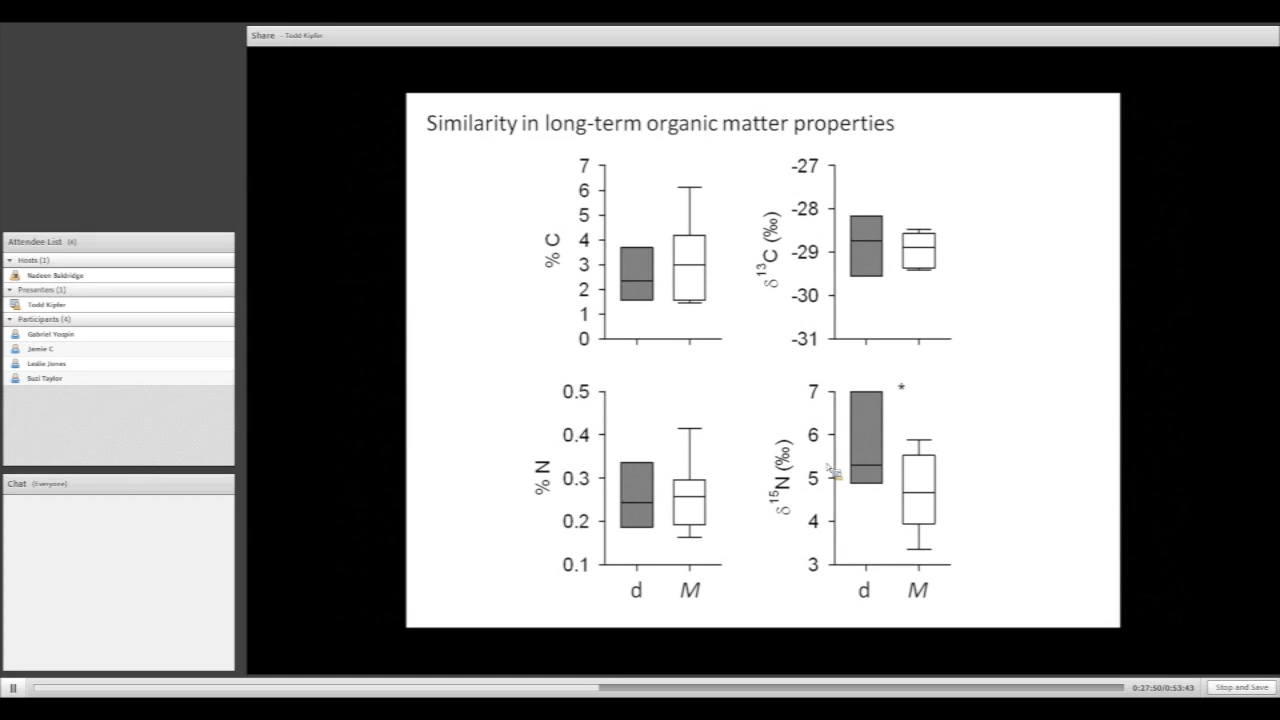 Share - Todd Kipfer
Attendee List (6)
Hosts (1)
Nadeen Baldridge
Presenters (1)
Todd Kipfer
Participants (4)
Gabriel Yospin
Jamie C
Leslie Jones
Suzi Taylor
Chat (Everyone)
Similarity in long-term organic matter properties
% C
7
6
5
4
3
2
1
0
δ13C (‰)
-27
-28
-29
-30
-31
% N
0.5
0.4
0.3
0.2
0.1
d M
δ15N (‰)
7
6
5
4
3
*
d M
0:27:50/0:53:43
Stop and Save